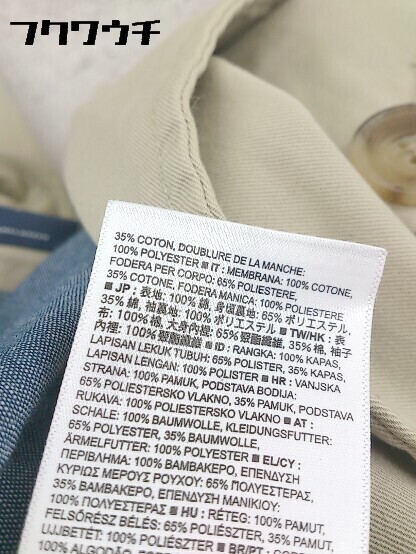 フクワウチ
35% COTON, DOUBLURE DE LA MANCHE:
100% POLYESTER ■ IT : MEMBRANA: 100% COTONE,
FODERA PER CORPO: 65% POLIESTERE,
35% COTONE, FODERA MANICA: 100% POLIESTERE
■ JP : 表地: 100% 綿, 身頃裏地: 65% ポリエステル,
35% 綿, 袖裏地: 100% ポリエステル ■ TW/HK : 表
布: 100% 綿, 大身內裡: 65% 聚酯纖維, 35% 棉, 袖子
內裡: 100% 聚酯纖維 ■ ID : RANGKA: 100% KAPAS,
LAPISAN LEKUK TUBUH: 65% POLISTER, 35% KAPAS,
LAPISAN LENGAN: 100% POLISTER ■ HR : VANJSKA
STRANA: 100% PAMUK, PODSTAVA BODIJA:
65% POLIESTERSKO VLAKNO, 35% PAMUK, PODSTAVA
RUKAVA: 100% POLIESTERSKO VLAKNO ■ AT :
SCHALE: 100% BAUMWOLLE, KLEIDUNGSFUTTER:
65% POLYESTER, 35% BAUMWOLLE,
ÄRMELFUTTER: 100% POLYESTER ■ EL/CY :
ΠΕΡΙΒΛΗΜΑ: 100% ΒΑΜΒΑΚΕΡΟ, ΕΠΕΝΔΥΣΗ
ΚΥΡΙΩΣ ΜΕΡΟΥΣ ΡΟΥΧΟΥ: 65% ΠΟΛΥΕΣΤΕΡΑΣ,
35% ΒΑΜΒΑΚΕΡΟ, ΕΠΕΝΔΥΣΗ ΜΑΝΙΚΙΟΥ:
100% ΠΟΛΥΕΣΤΕΡΑΣ ■ HU : RÉTEG: 100% PAMUT,
FELSŐRÉSZ BÉLÉS: 65% POLIÉSZTER, 35% PAMUT,
UJJBETÉT: 100% POLIÉSZTER ■ BR/PT : CORPO:
100% ALGODÃO,